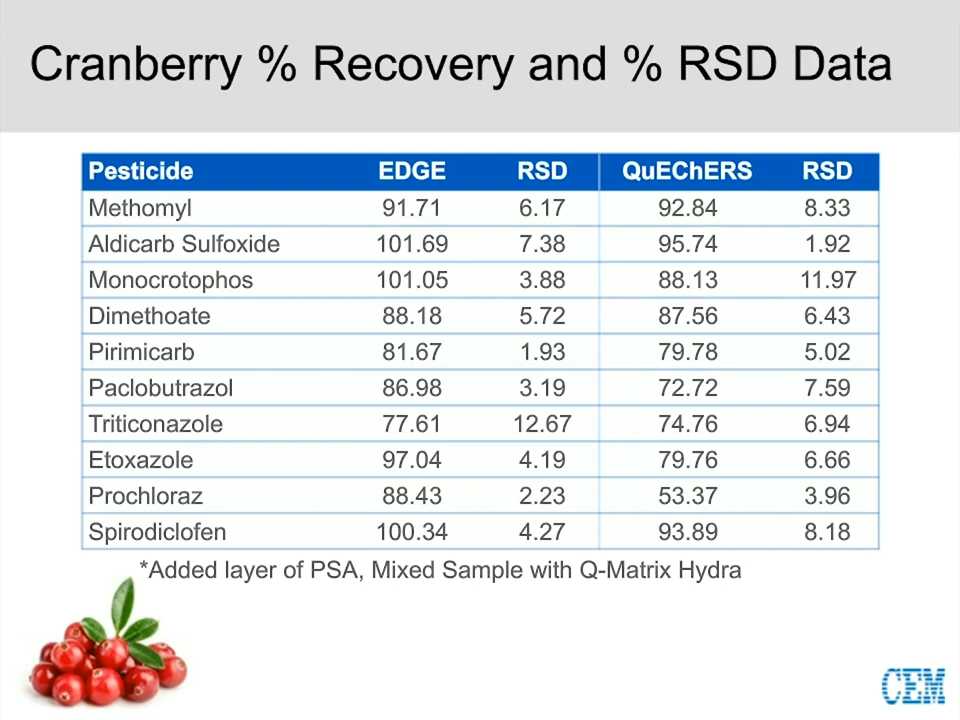 Cranberry % Recovery and % RSD Data
Pesticide EDGE RSD QuEChERS RSD
Methomyl 91.71 6.17 92.84 8.33
Aldicarb Sulfoxide 101.69 7.38 95.74 1.92
Monocrotophos 101.05 3.88 88.13 11.97
Dimethoate 88.18 5.72 87.56 6.43
Pirimicarb 81.67 1.93 79.78 5.02
Paclobutrazol 86.98 3.19 72.72 7.59
Triticonazole 77.61 12.67 74.76 6.94
Etoxazole 97.04 4.19 79.76 6.66
Prochloraz 88.43 2.23 53.37 3.96
Spirodiclofen 100.34 4.27 93.89 8.18
*Added layer of PSA, Mixed Sample with Q-Matrix Hydra
CEM